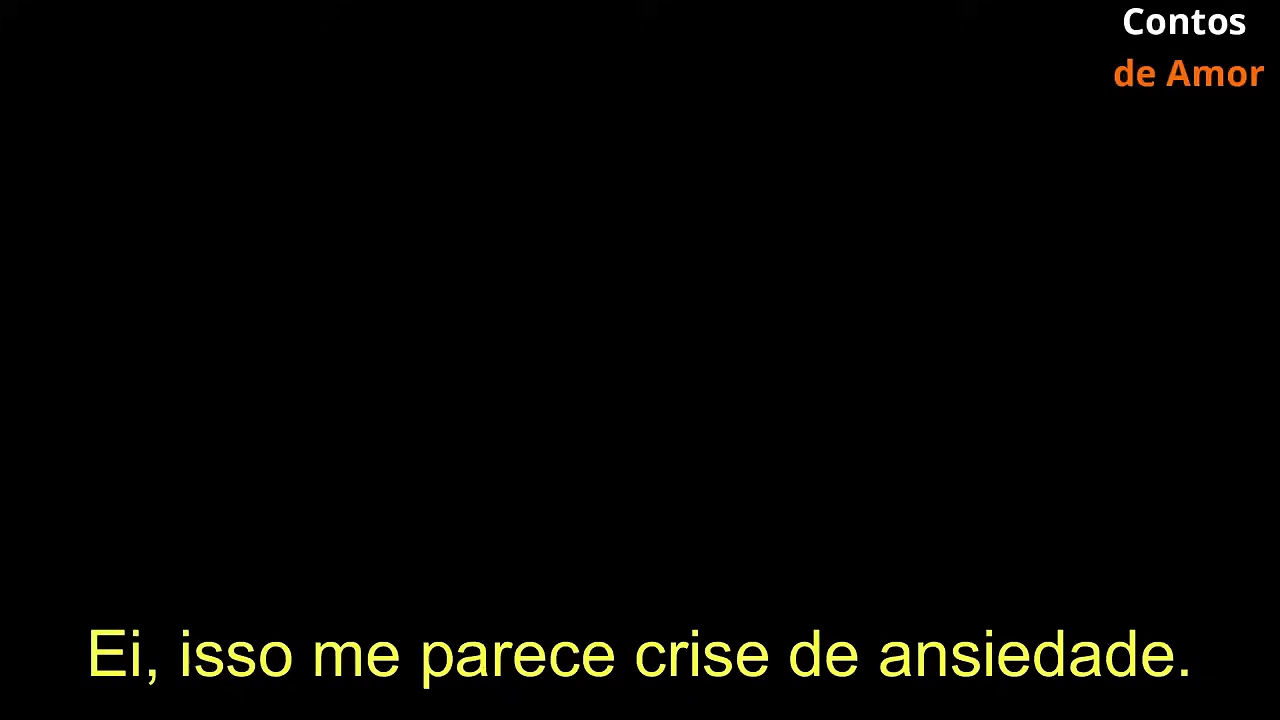 Contos
de Amor
Ei, isso me parece crise de ansiedade.